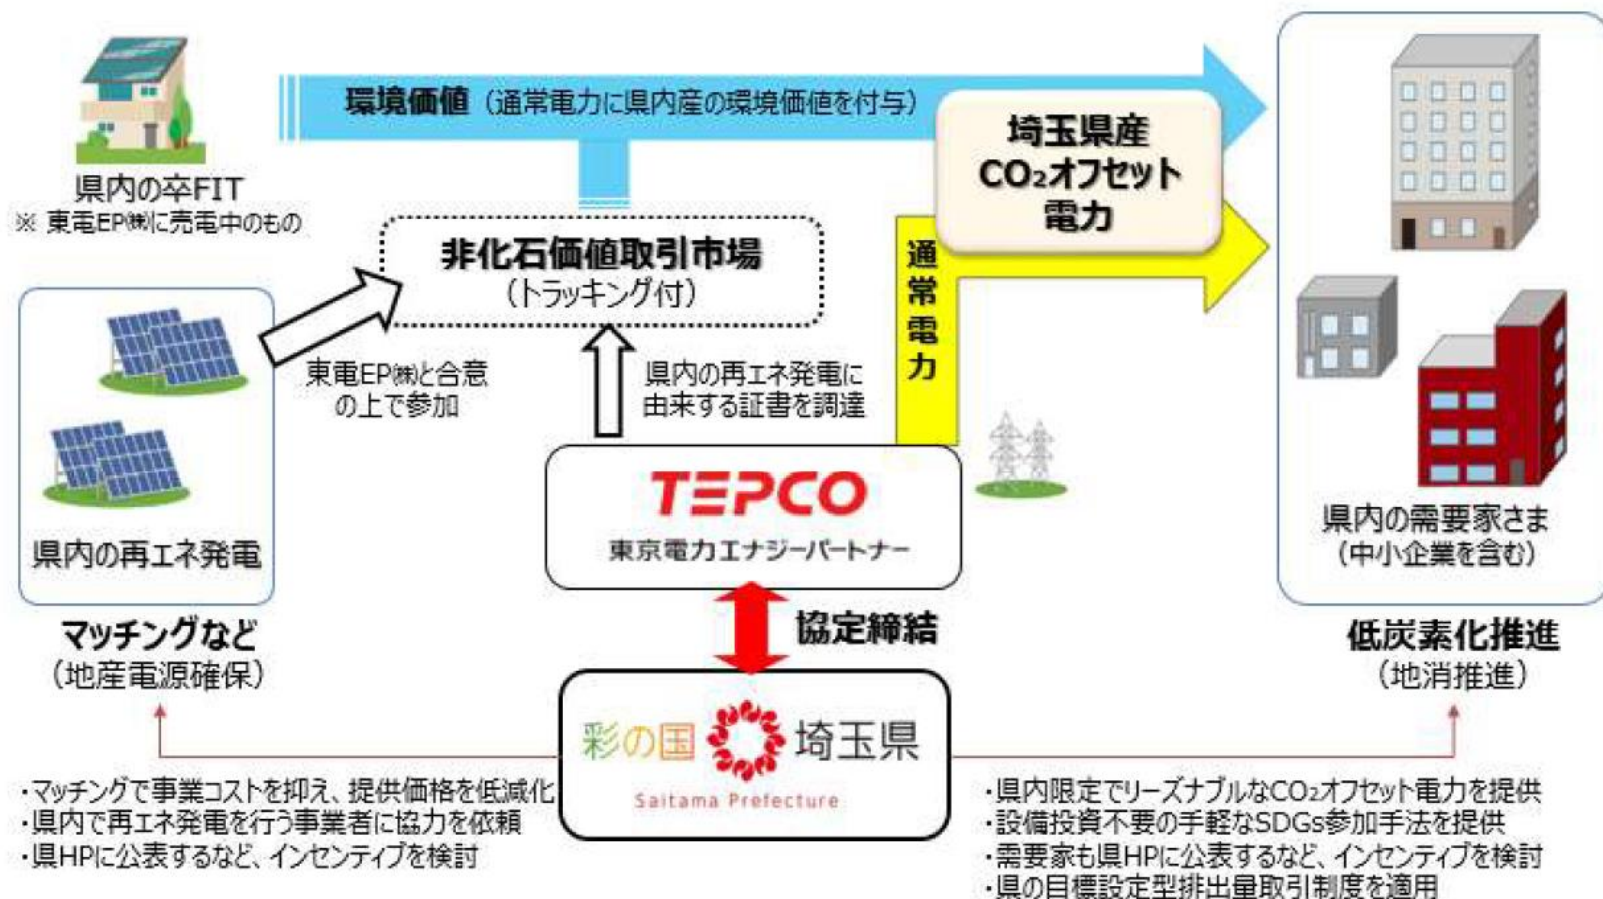 環境価値（通常電力に県内産の環境価値を付与）
埼玉県産
CO₂オフセット
電力
県内の卒FIT
※ 東電EP㈱に売電中のもの
非化石価値取引市場
（トラッキング付）
通常電力
東電EP㈱と合意
の上で参加
県内の再エネ発電に
由来する証書を調達
県内の再エネ発電
TEPCO
東京電力エナジーパートナー
県内の需要家さま
（中小企業を含む）
マッチングなど
（地産電源確保）
協定締結
低炭素化推進
（地消推進）
彩の国 埼玉県
Saitama Prefecture
・マッチングで事業コストを抑え、提供価格を低減化
・県内で再エネ発電を行う事業者に協力を依頼
・県HPに公表するなど、インセンティブを検討
・県内限定でリーズナブルなCO₂オフセット電力を提供
・設備投資不要の手軽なSDGs参加手法を提供
・需要家も県HPに公表するなど、インセンティブを検討
・県の目標設定型排出量取引制度を適用